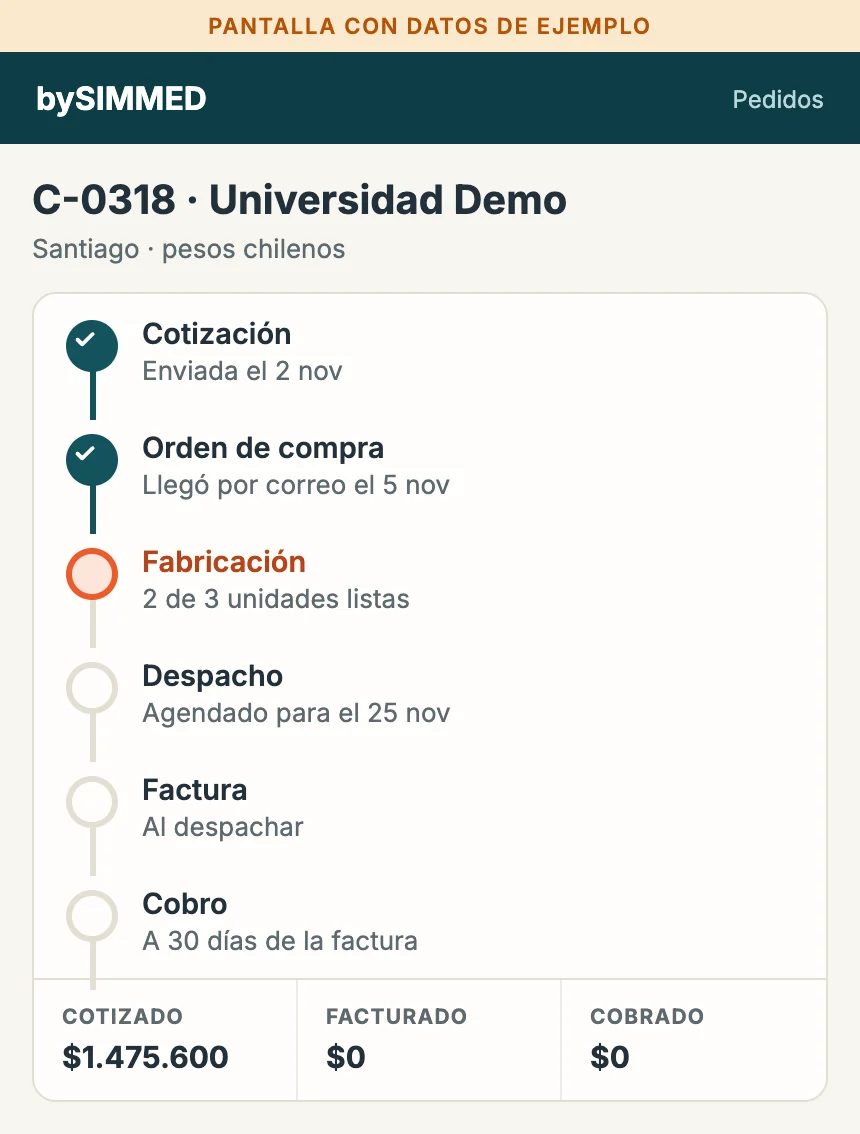 PANTALLA CON DATOS DE EJEMPLO
bySIMMED
Pedidos
C-0318 · Universidad Demo
Santiago · pesos chilenos
Cotización
Enviada el 2 nov
Orden de compra
Llegó por correo el 5 nov
Fabricación
2 de 3 unidades listas
Despacho
Agendado para el 25 nov
Factura
Al despachar
Cobro
A 30 días de la factura
COTIZADO
$1.475.600
FACTURADO
$0
COBRADO
$0